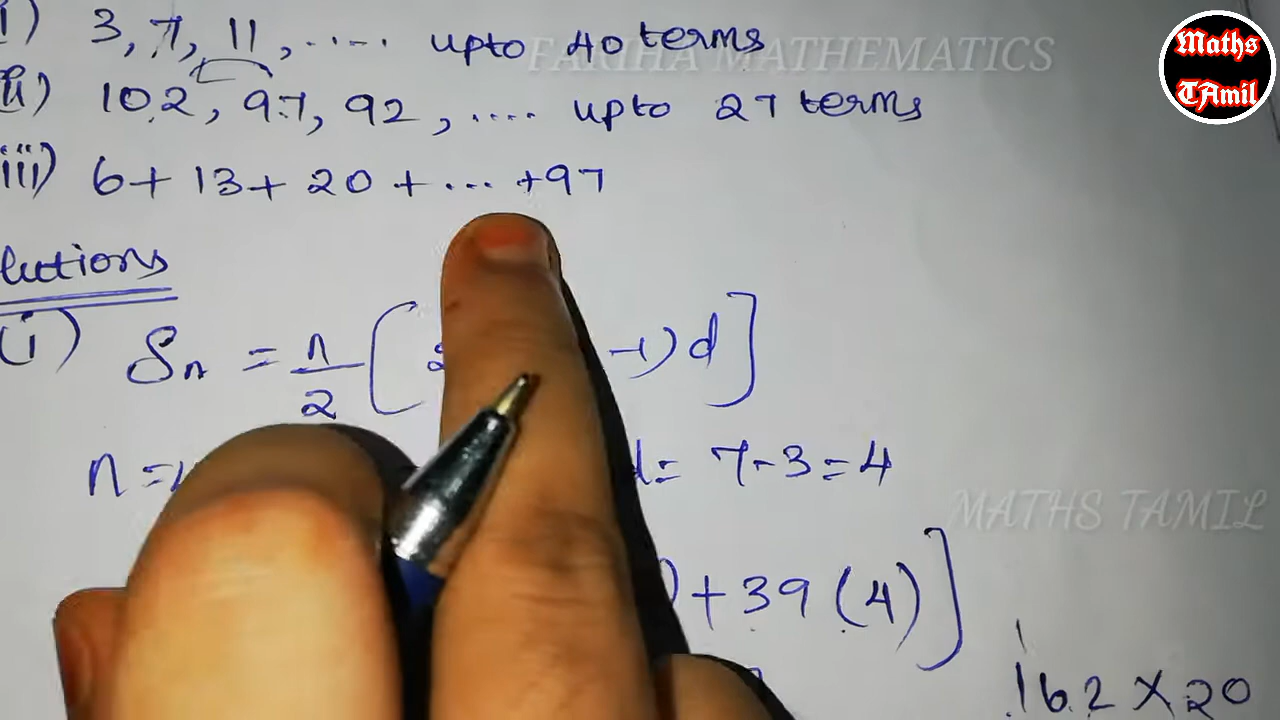 i) 3, 7, 11, ..... upto 40 terms
FARHA MATHEMATICS
Maths
TAmil
ii) 102, 97, 92, .... upto 27 terms
iii) 6 + 13 + 20 + ... + 97
lutions
(i) Sn = n/2 [ -1) d ]
n = d = 7 - 3 = 4
MATHS TAMIL
) + 39 (4) ]
162 × 20